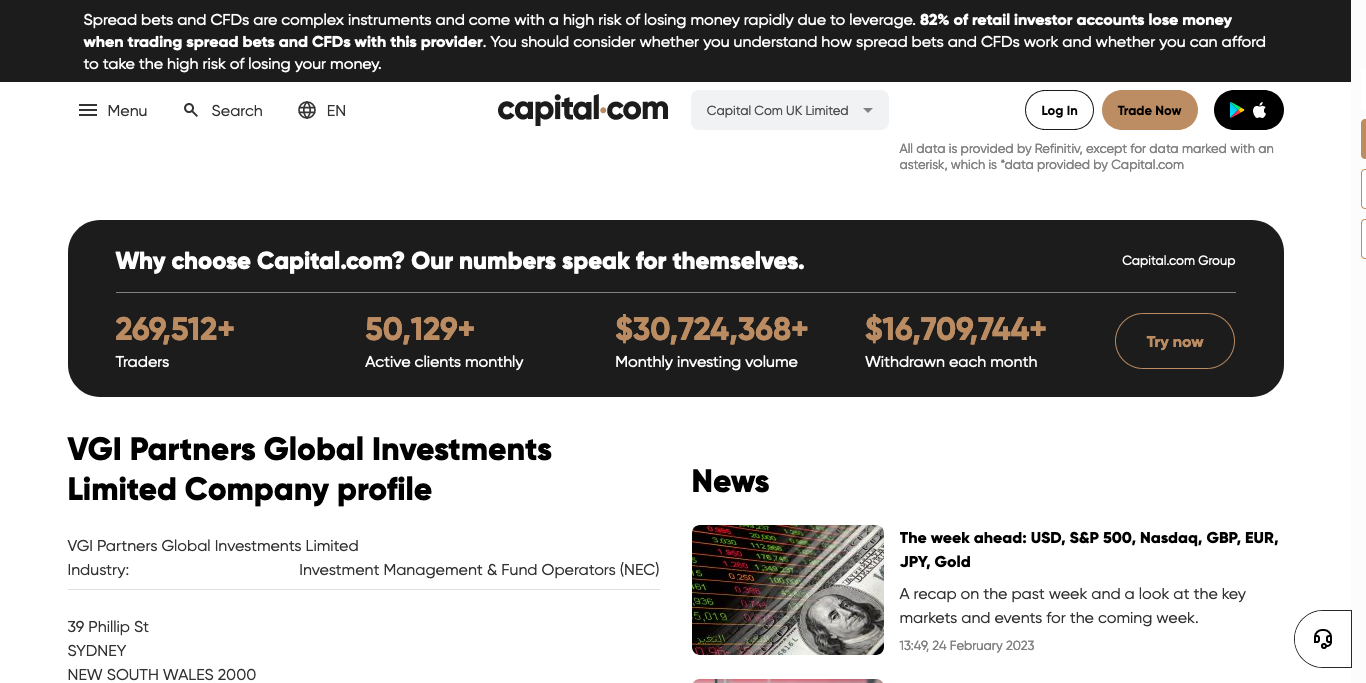 Spread bets and CFDs are complex instruments and come with a high risk of losing money rapidly due to leverage. 82% of retail investor accounts lose money
when trading spread bets and CFDs with this provider. You should consider whether you understand how spread bets and CFDs work and whether you can afford
to take the high risk of losing your money.
Menu
Search
EN
capital.com
Capital Com UK Limited
Log In
Trade Now
All data is provided by Refinitiv, except for data marked with an
asterisk, which is *data provided by Capital.com
Why choose Capital.com? Our numbers speak for themselves.
Capital.com Group
269,512+
Traders
50,129+
Active clients monthly
$30,724,368+
Monthly investing volume
$16,709,744+
Withdrawn each month
Try now
VGI Partners Global Investments
Limited Company profile
VGI Partners Global Investments Limited
Industry:
Investment Management & Fund Operators (NEC)
39 Phillip St
SYDNEY
NEW SOUTH WALES 2000
News
The week ahead: USD, S&P 500, Nasdaq, GBP, EUR,
JPY, Gold
A recap on the past week and a look at the key
markets and events for the coming week.
13:49, 24 February 2023